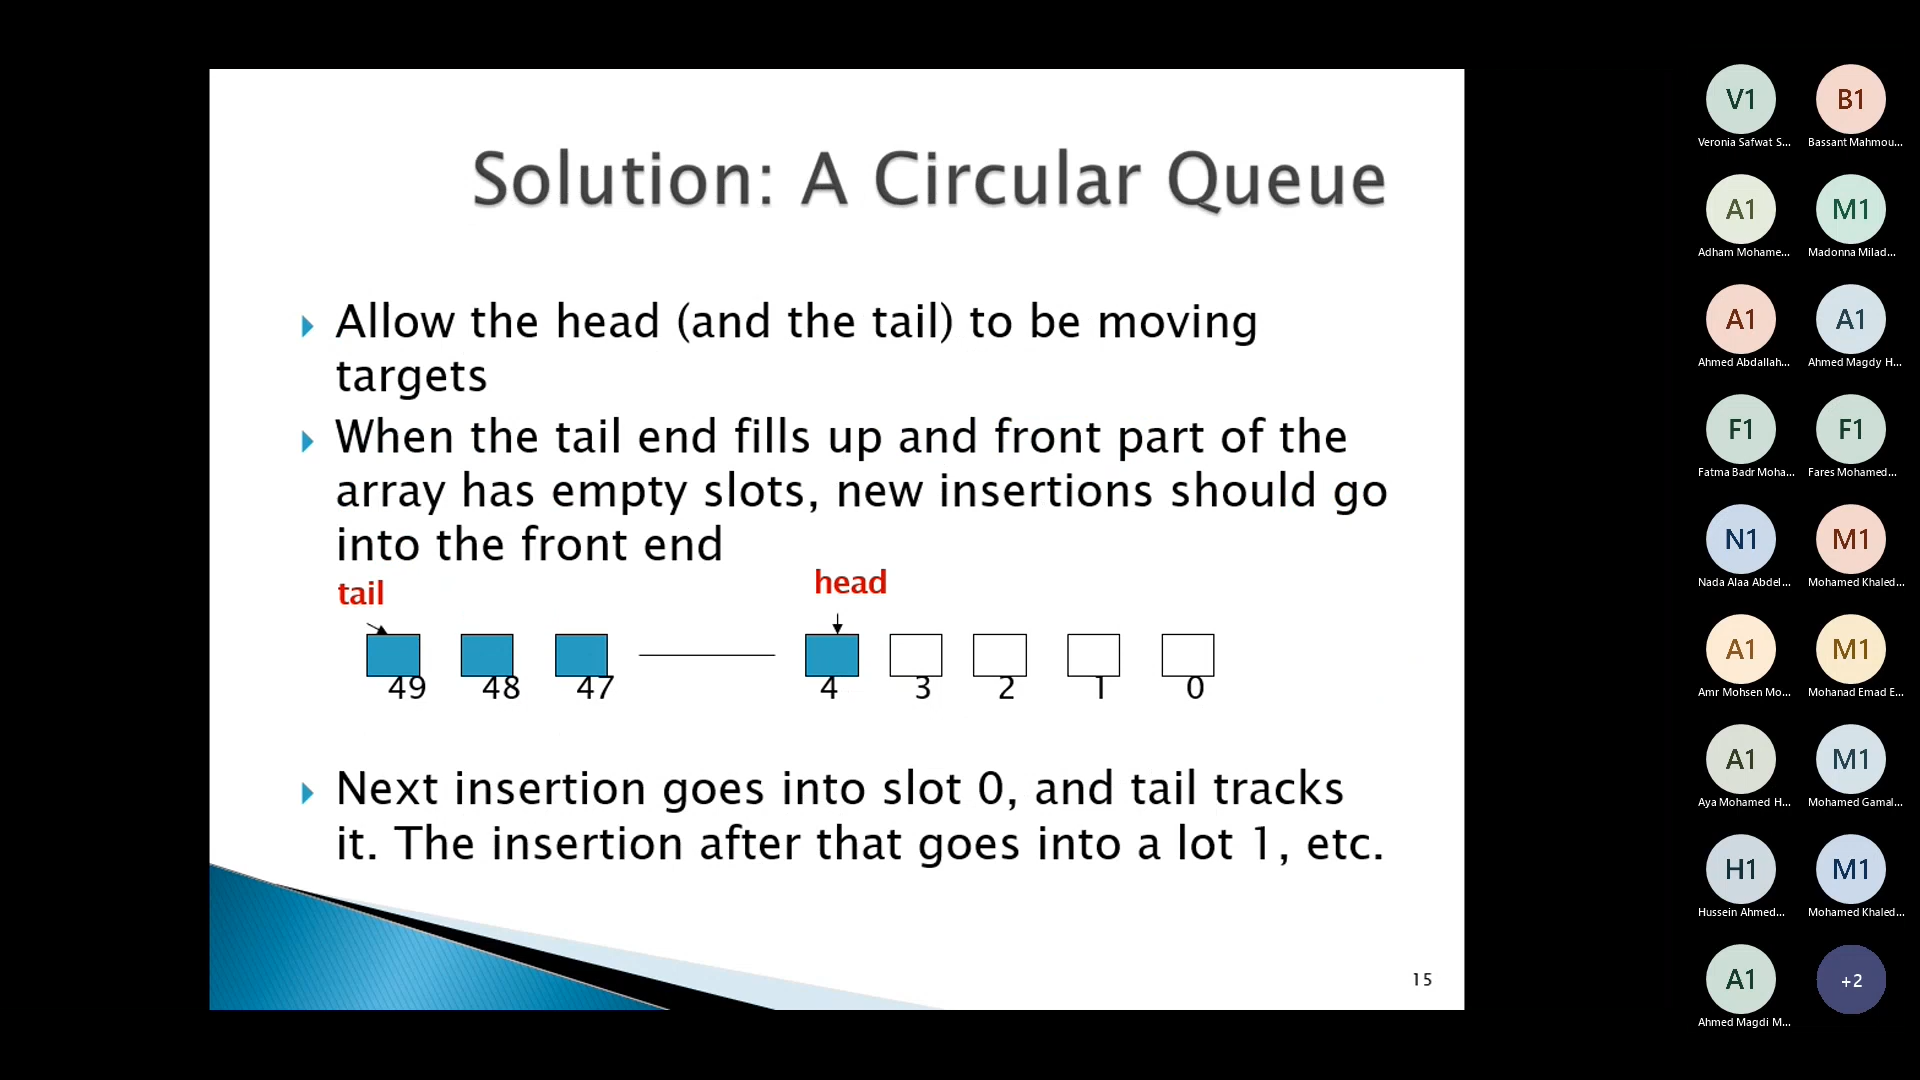 Solution: A Circular Queue
Allow the head (and the tail) to be moving
targets
When the tail end fills up and front part of the
array has empty slots, new insertions should go
into the front end
tail
head
49 48 47 4 3 2 1 0
Next insertion goes into slot 0, and tail tracks
it. The insertion after that goes into a lot 1, etc.
15
V1 B1
Veronia Safwat S... Bassant Mahmou...
A1 M1
Adham Mohame... Madonna Milad...
A1 A1
Ahmed Abdallah... Ahmed Magdy H...
F1 F1
Fatma Badr Moha... Fares Mohamed...
N1 M1
Nada Alaa Abdel... Mohamed Khaled...
A1 M1
Amr Mohsen Mo... Mohanad Emad E...
A1 M1
Aya Mohamed H... Mohamed Gamal...
H1 M1
Hussein Ahmed... Mohamed Khaled...
A1 +2
Ahmed Magdi M...